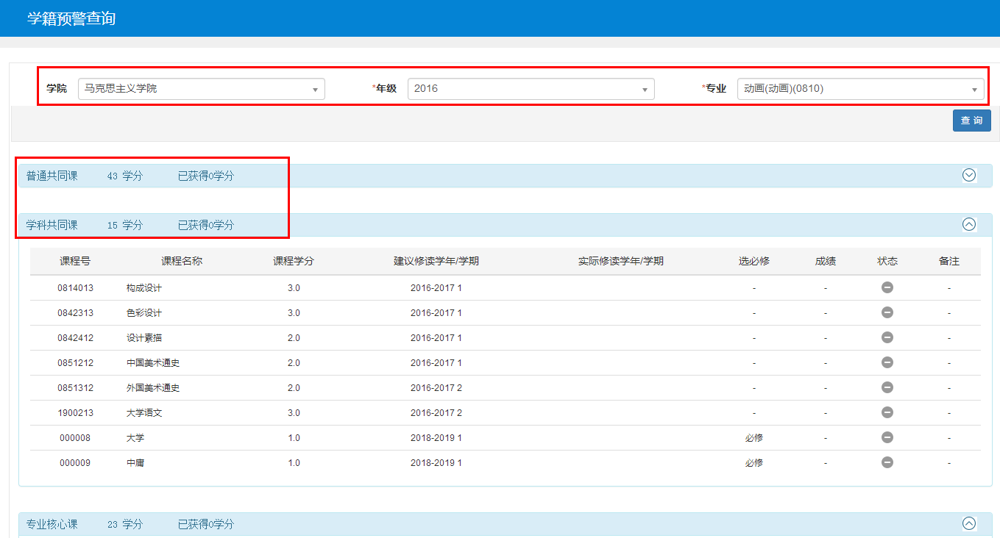 学籍预警查询
学院 马克思主义学院 *年级 2016 *专业 动画(动画)(0810)
查 询
普通共同课 43 学分 已获得0学分
学科共同课 15 学分 已获得0学分
课程号 课程名称 课程学分 建议修读学年/学期 实际修读学年/学期 选必修 成绩 状态 备注
0814013 构成设计 3.0 2016-2017 1 - - -
0842313 色彩设计 3.0 2016-2017 1 - - -
0842412 设计素描 2.0 2016-2017 1 - - -
0851212 中国美术通史 2.0 2016-2017 1 - - -
0851312 外国美术通史 2.0 2016-2017 2 - - -
1900213 大学语文 3.0 2016-2017 2 - - -
000008 大学 1.0 2018-2019 1 必修 - -
000009 中庸 1.0 2018-2019 1 必修 - -
专业核心课 23 学分 已获得0学分